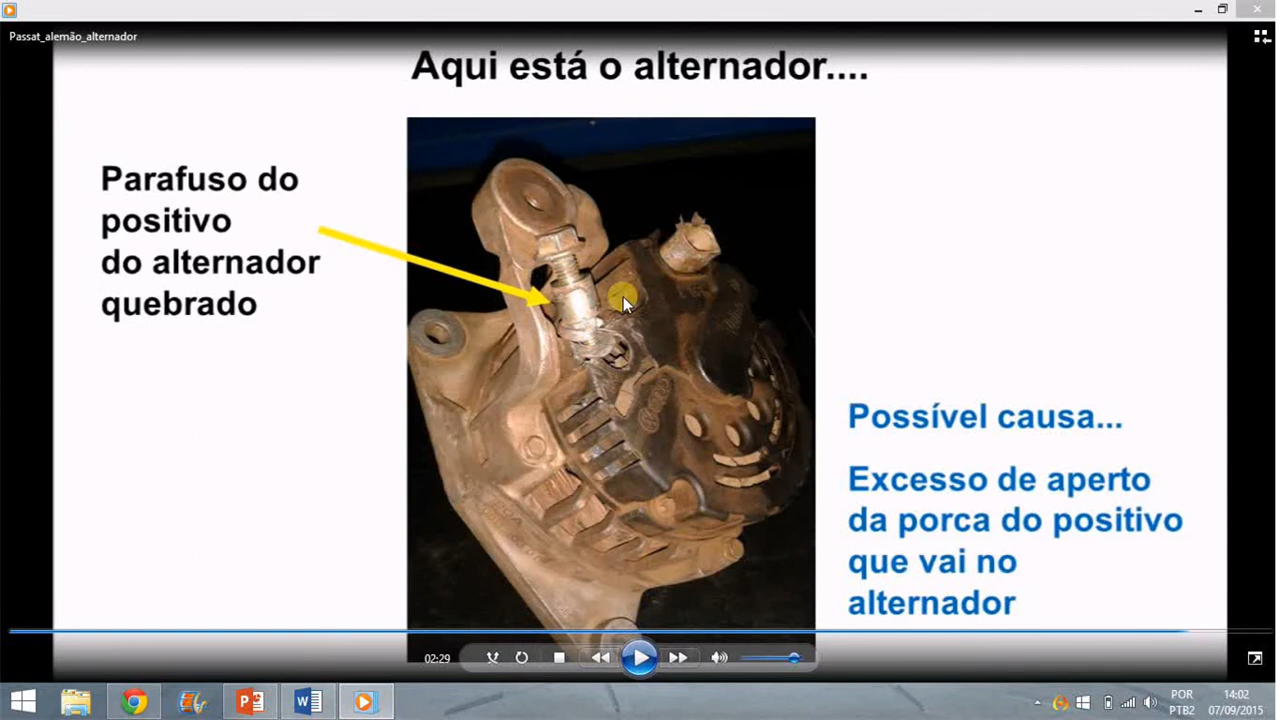 Passat_alemão_alternador
Aqui está o alternador....
Parafuso do
positivo
do alternador
quebrado
Possível causa...
Excesso de aperto
da porca do positivo
que vai no
alternador
02:29
POR
PTB2
14:02
07/09/2015